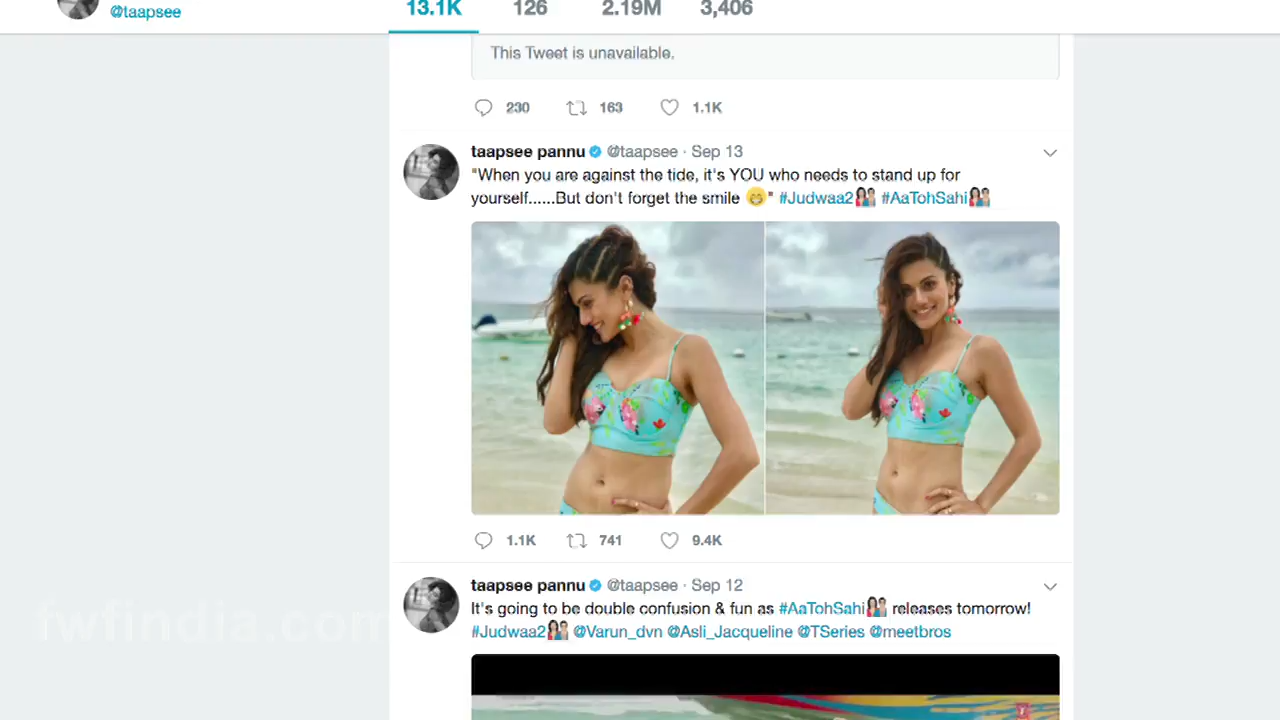 @taapsee
13.1K 126 2.19M 3,406
This Tweet is unavailable.
230 163 1.1K
taapsee pannu @taapsee · Sep 13
"When you are against the tide, it's YOU who needs to stand up for
yourself......But don't forget the smile 😁" #Judwaa2 #AaTohSahi
1.1K 741 9.4K
taapsee pannu @taapsee · Sep 12
It's going to be double confusion & fun as #AaTohSahi releases tomorrow!
#Judwaa2 @Varun_dvn @Asli_Jacqueline @TSeries @meetbros
fwfindia.com